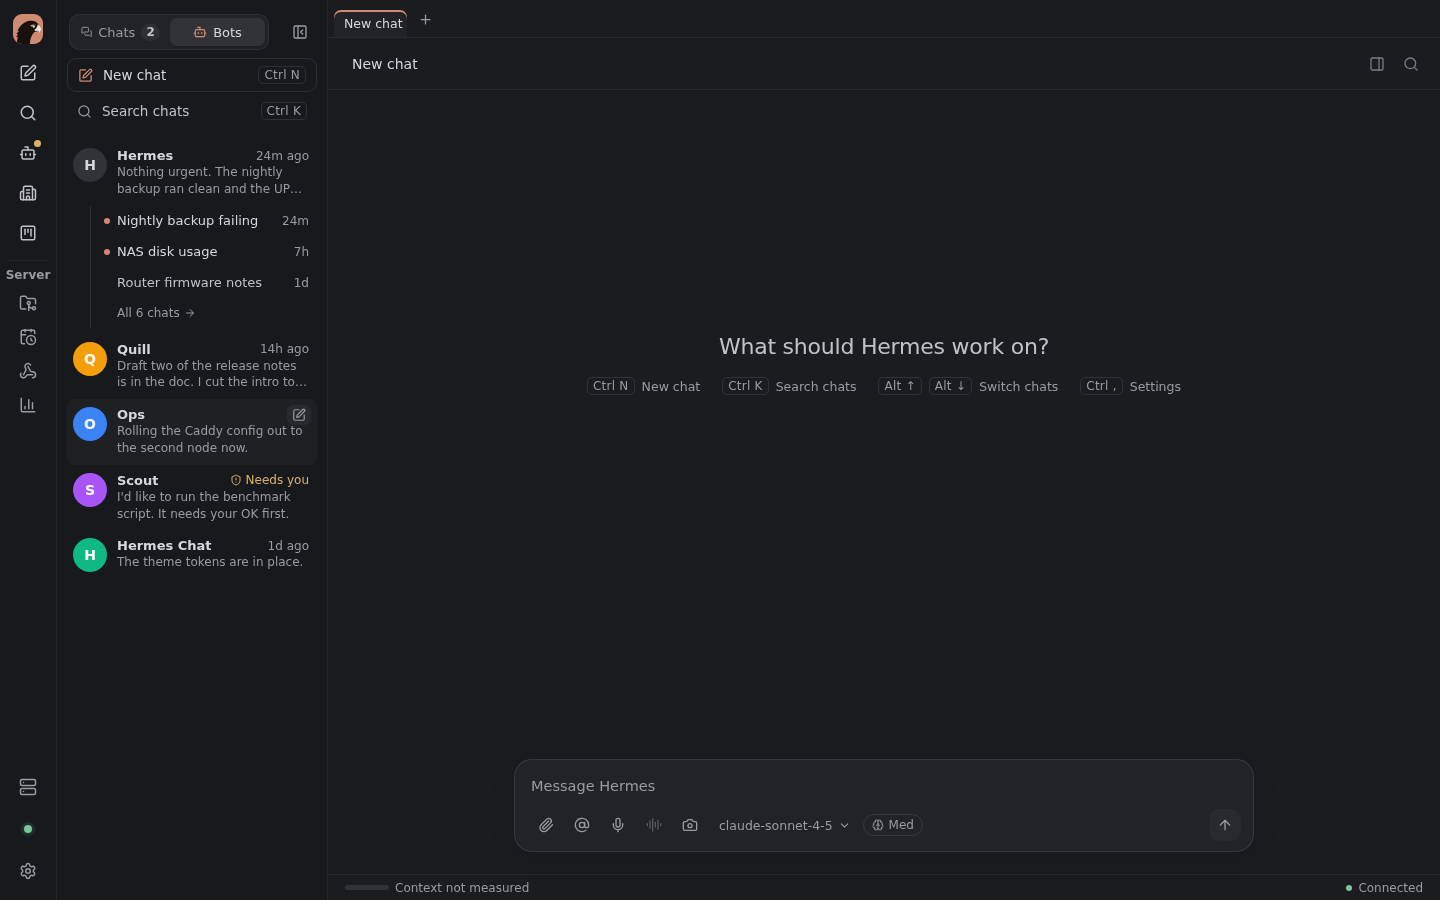 Chats 2
Bots
New chat Ctrl N
Search chats Ctrl K
Hermes 24m ago
Nothing urgent. The nightly
backup ran clean and the UP…
Nightly backup failing 24m
NAS disk usage 7h
Router firmware notes 1d
All 6 chats →
Quill 14h ago
Draft two of the release notes
is in the doc. I cut the intro to…
Ops
Rolling the Caddy config out to
the second node now.
Scout Needs you
I'd like to run the benchmark
script. It needs your OK first.
Hermes Chat 1d ago
The theme tokens are in place.
H
Q
O
S
H
Server
New chat +
New chat
What should Hermes work on?
Ctrl N New chat Ctrl K Search chats Alt ↑ Alt ↓ Switch chats Ctrl , Settings
Message Hermes
claude-sonnet-4-5 Med
Context not measured
Connected